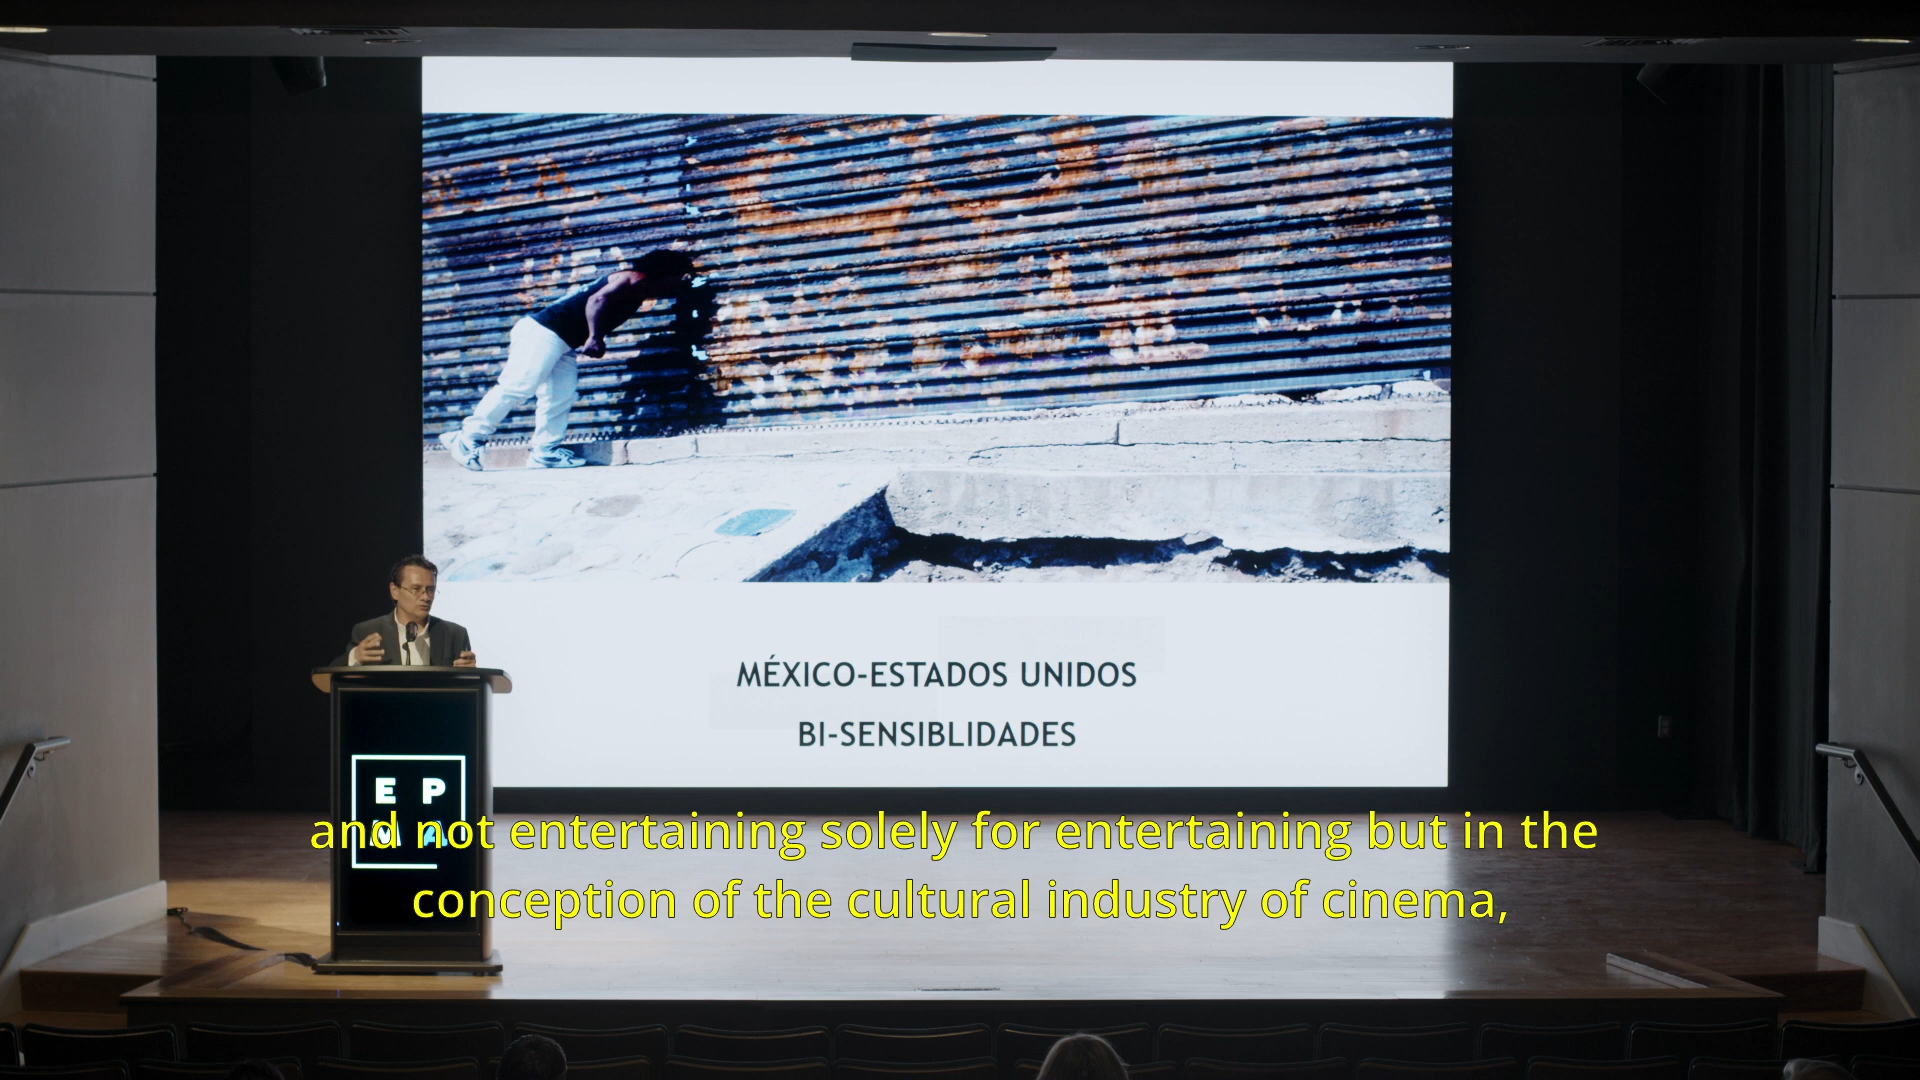 MÉXICO-ESTADOS UNIDOS
BI-SENSIBLIDADES
E P
M A
and not entertaining solely for entertaining but in the
conception of the cultural industry of cinema,